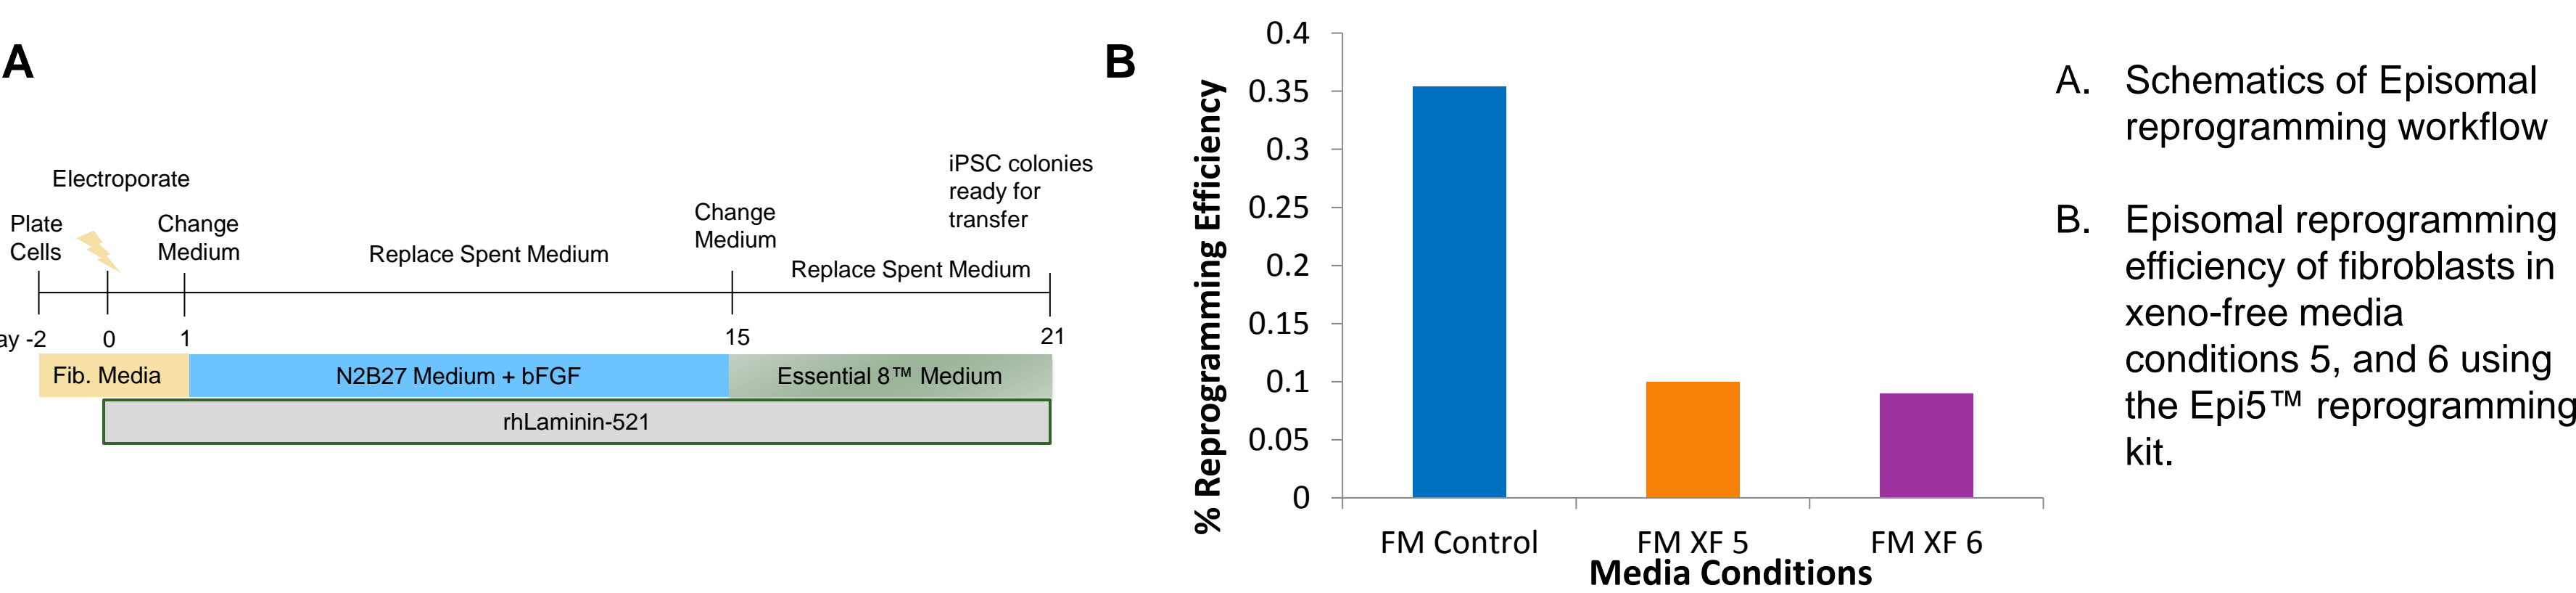 A
Electroporate
Plate
Cells
Change
Medium
Replace Spent Medium
Change
Medium
iPSC colonies
ready for
transfer
Replace Spent Medium
ay -2
0
1
15
21
Fib. Media
N2B27 Medium + bFGF
Essential 8™ Medium
rhLaminin-521
B
% Reprogramming Efficiency
0.4
0.35
0.3
0.25
0.2
0.15
0.1
0.05
0
FM Control
FM XF 5
FM XF 6
Media Conditions
A. Schematics of Episomal
reprogramming workflow
B. Episomal reprogramming
efficiency of fibroblasts in
xeno-free media
conditions 5, and 6 using
the Epi5™ reprogramming
kit.